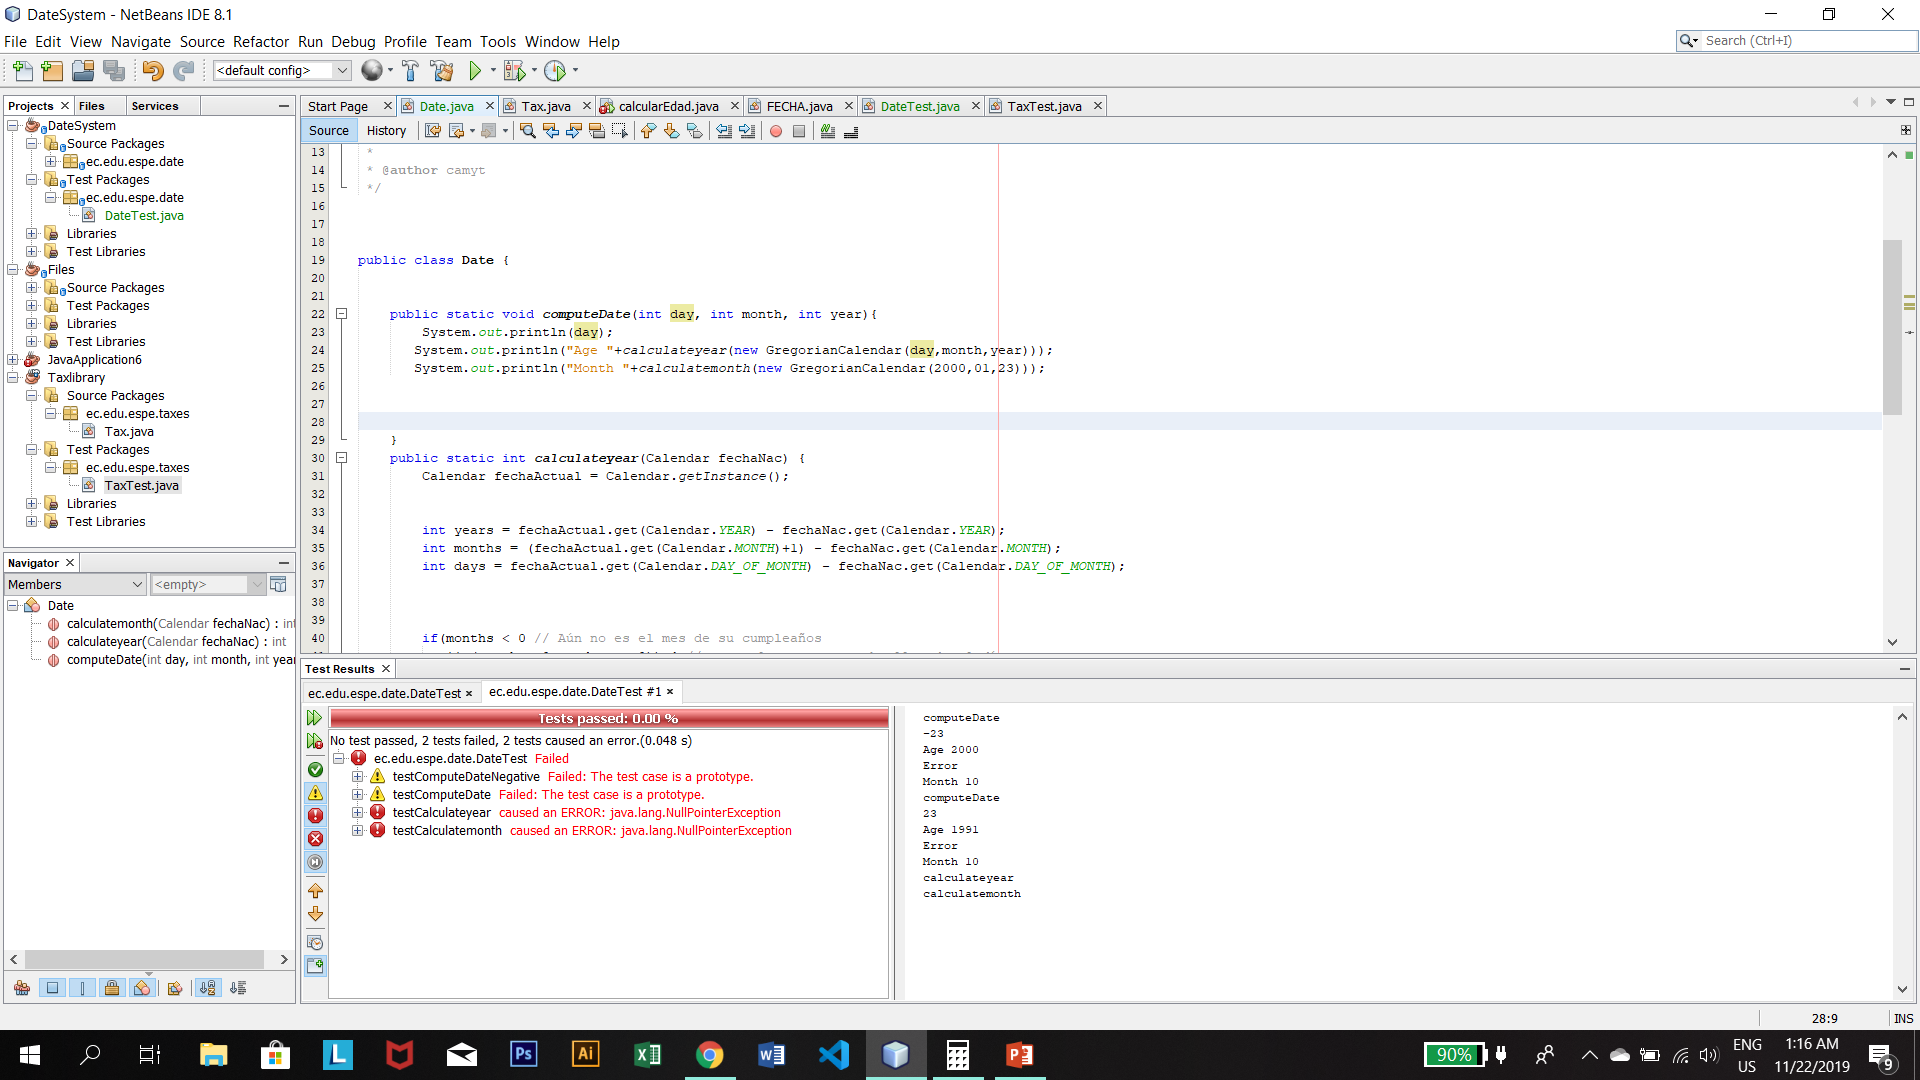 DateSystem - NetBeans IDE 8.1
File Edit View Navigate Source Refactor Run Debug Profile Team Tools Window Help
Search (Ctrl+I)
<default config>
Projects Files Services
DateSystem
Source Packages
ec.edu.espe.date
Test Packages
ec.edu.espe.date
DateTest.java
Libraries
Test Libraries
Files
Source Packages
Test Packages
Libraries
Test Libraries
JavaApplication6
Taxlibrary
Source Packages
ec.edu.espe.taxes
Tax.java
Test Packages
ec.edu.espe.taxes
TaxTest.java
Libraries
Test Libraries
Navigator
Members <empty>
Date
calculatemonth(Calendar fechaNac) : int
calculateyear(Calendar fechaNac) : int
computeDate(int day, int month, int year
Start Page Date.java Tax.java calcularEdad.java FECHA.java DateTest.java TaxTest.java
Source History
13 *
14 * @author camyt
15 */
16
17
18
19 public class Date {
20
21
22 public static void computeDate(int day, int month, int year){
23 System.out.println(day);
24 System.out.println("Age "+calculateyear(new GregorianCalendar(day,month,year)));
25 System.out.println("Month "+calculatemonth(new GregorianCalendar(2000,01,23)));
26
27
28
29 }
30 public static int calculateyear(Calendar fechaNac) {
31 Calendar fechaActual = Calendar.getInstance();
32
33
34 int years = fechaActual.get(Calendar.YEAR) - fechaNac.get(Calendar.YEAR);
35 int months = (fechaActual.get(Calendar.MONTH)+1) - fechaNac.get(Calendar.MONTH);
36 int days = fechaActual.get(Calendar.DAY_OF_MONTH) - fechaNac.get(Calendar.DAY_OF_MONTH);
37
38
39
40 if(months < 0 // Aún no es el mes de su cumpleaños
Test Results
ec.edu.espe.date.DateTest ec.edu.espe.date.DateTest #1
Tests passed: 0.00 %
No test passed, 2 tests failed, 2 tests caused an error.(0.048 s)
ec.edu.espe.date.DateTest Failed
testComputeDateNegative Failed: The test case is a prototype.
testComputeDate Failed: The test case is a prototype.
testCalculateyear caused an ERROR: java.lang.NullPointerException
testCalculatemonth caused an ERROR: java.lang.NullPointerException
computeDate
-23
Age 2000
Error
Month 10
computeDate
23
Age 1991
Error
Month 10
calculateyear
calculatemonth
28:9 INS
L Ps Ai 90% ENG US 1:16 AM 11/22/2019 9